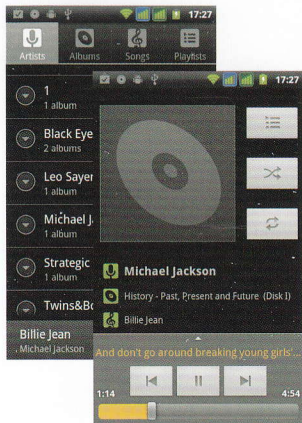 17:27
Artists Albums Songs Playlists
1
1 album
Black Eye
2 albums
Leo Sayer
1 album
Michael J
1 album
Strategic
1 album
Twins&Bo
Billie Jean
Michael Jackson
17:27
Michael Jackson
History - Past, Present and Future (Disk I)
Billie Jean
And don't go around breaking young girls'...
1:14
4:54